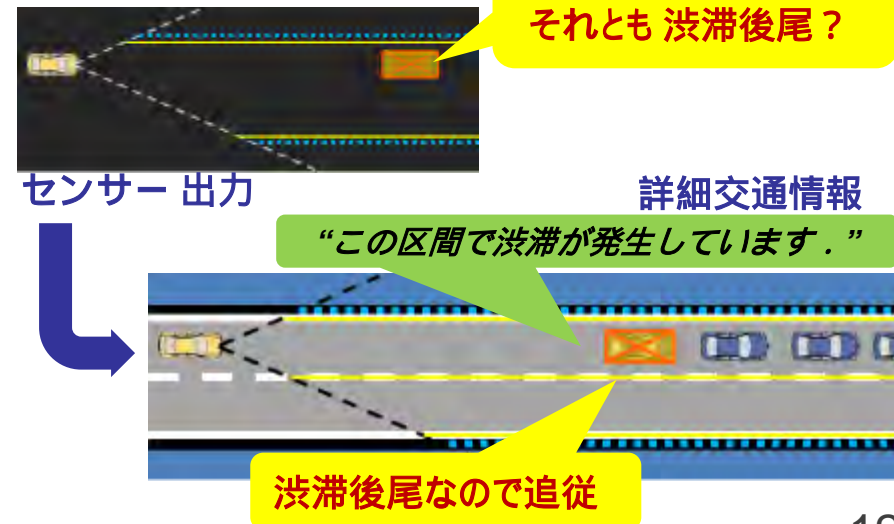 それとも 渋滞後尾？
センサー 出力
詳細交通情報
“この区間で渋滞が発生しています．”
渋滞後尾なので追従